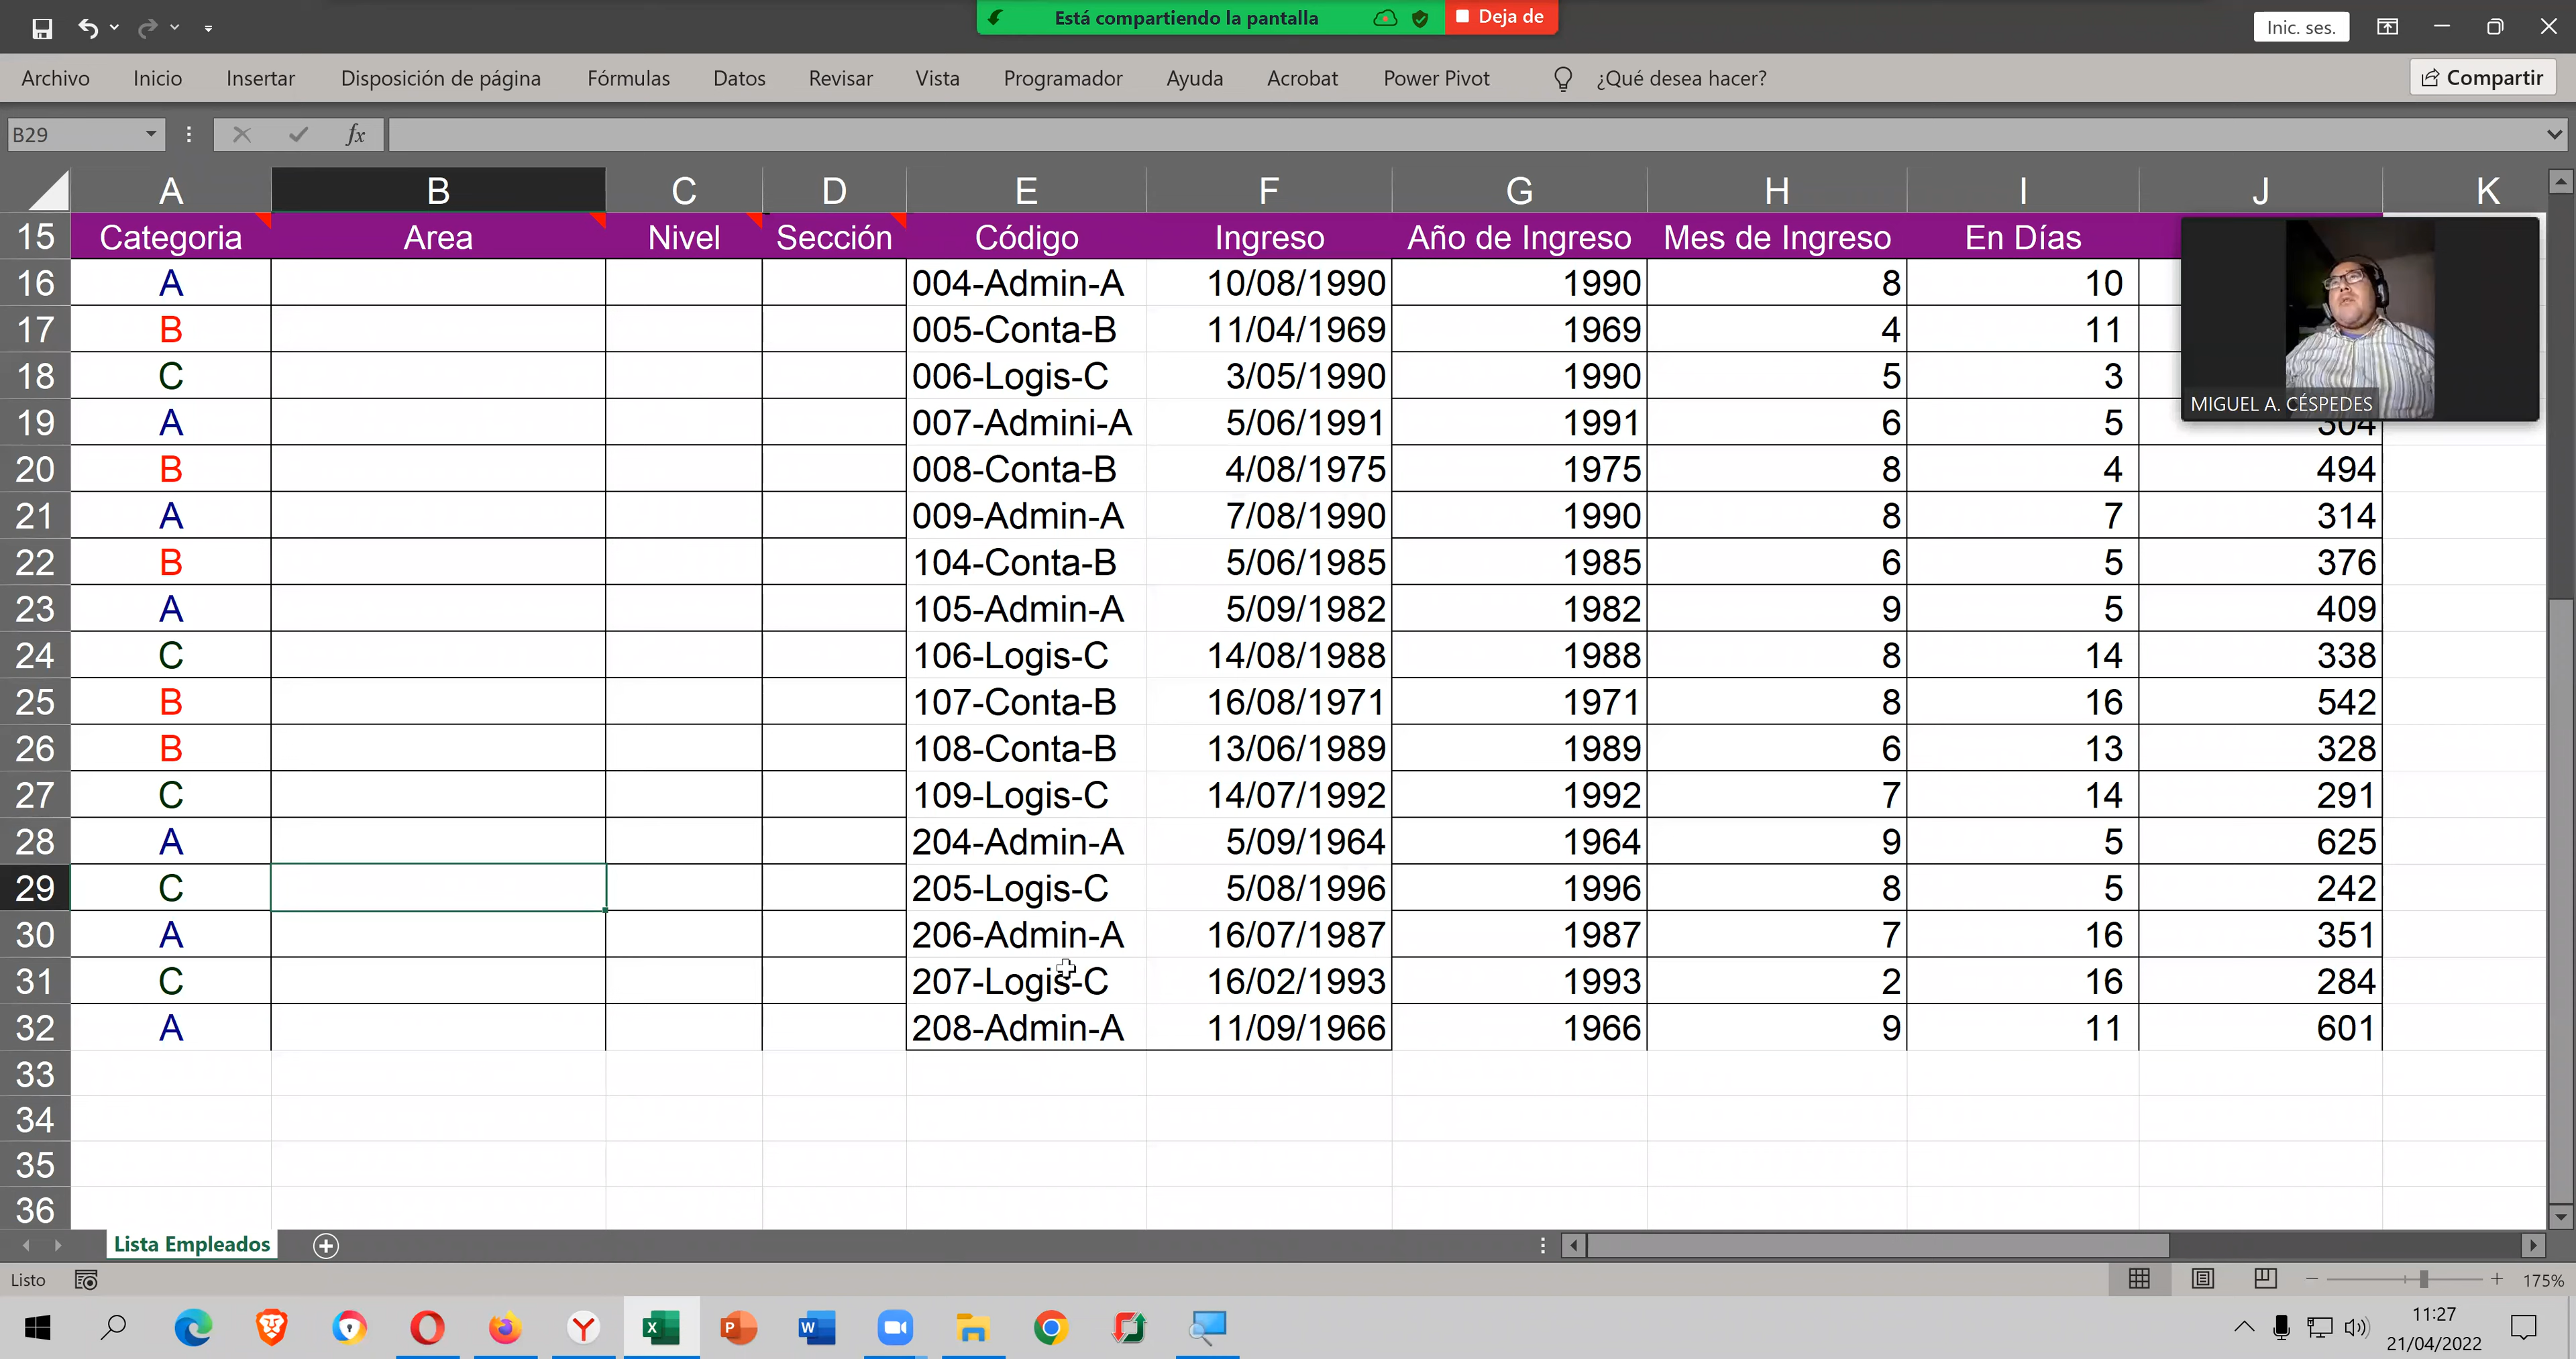 Está compartiendo la pantalla Deja de
Inic. ses.
Archivo Inicio Insertar Disposición de página Fórmulas Datos Revisar Vista Programador Ayuda Acrobat Power Pivot ¿Qué desea hacer? Compartir
B29 fx
A B C D E F G H I J K
15 Categoria Area Nivel Sección Código Ingreso Año de Ingreso Mes de Ingreso En Días
16 A 004-Admin-A 10/08/1990 1990 8 10
17 B 005-Conta-B 11/04/1969 1969 4 11
18 C 006-Logis-C 3/05/1990 1990 5 3
MIGUEL A. CÉSPEDES
19 A 007-Admini-A 5/06/1991 1991 6 5 304
20 B 008-Conta-B 4/08/1975 1975 8 4 494
21 A 009-Admin-A 7/08/1990 1990 8 7 314
22 B 104-Conta-B 5/06/1985 1985 6 5 376
23 A 105-Admin-A 5/09/1982 1982 9 5 409
24 C 106-Logis-C 14/08/1988 1988 8 14 338
25 B 107-Conta-B 16/08/1971 1971 8 16 542
26 B 108-Conta-B 13/06/1989 1989 6 13 328
27 C 109-Logis-C 14/07/1992 1992 7 14 291
28 A 204-Admin-A 5/09/1964 1964 9 5 625
29 C 205-Logis-C 5/08/1996 1996 8 5 242
30 A 206-Admin-A 16/07/1987 1987 7 16 351
31 C 207-Logis-C 16/02/1993 1993 2 16 284
32 A 208-Admin-A 11/09/1966 1966 9 11 601
33
34
35
36
Lista Empleados
Listo 175%
11:27
21/04/2022